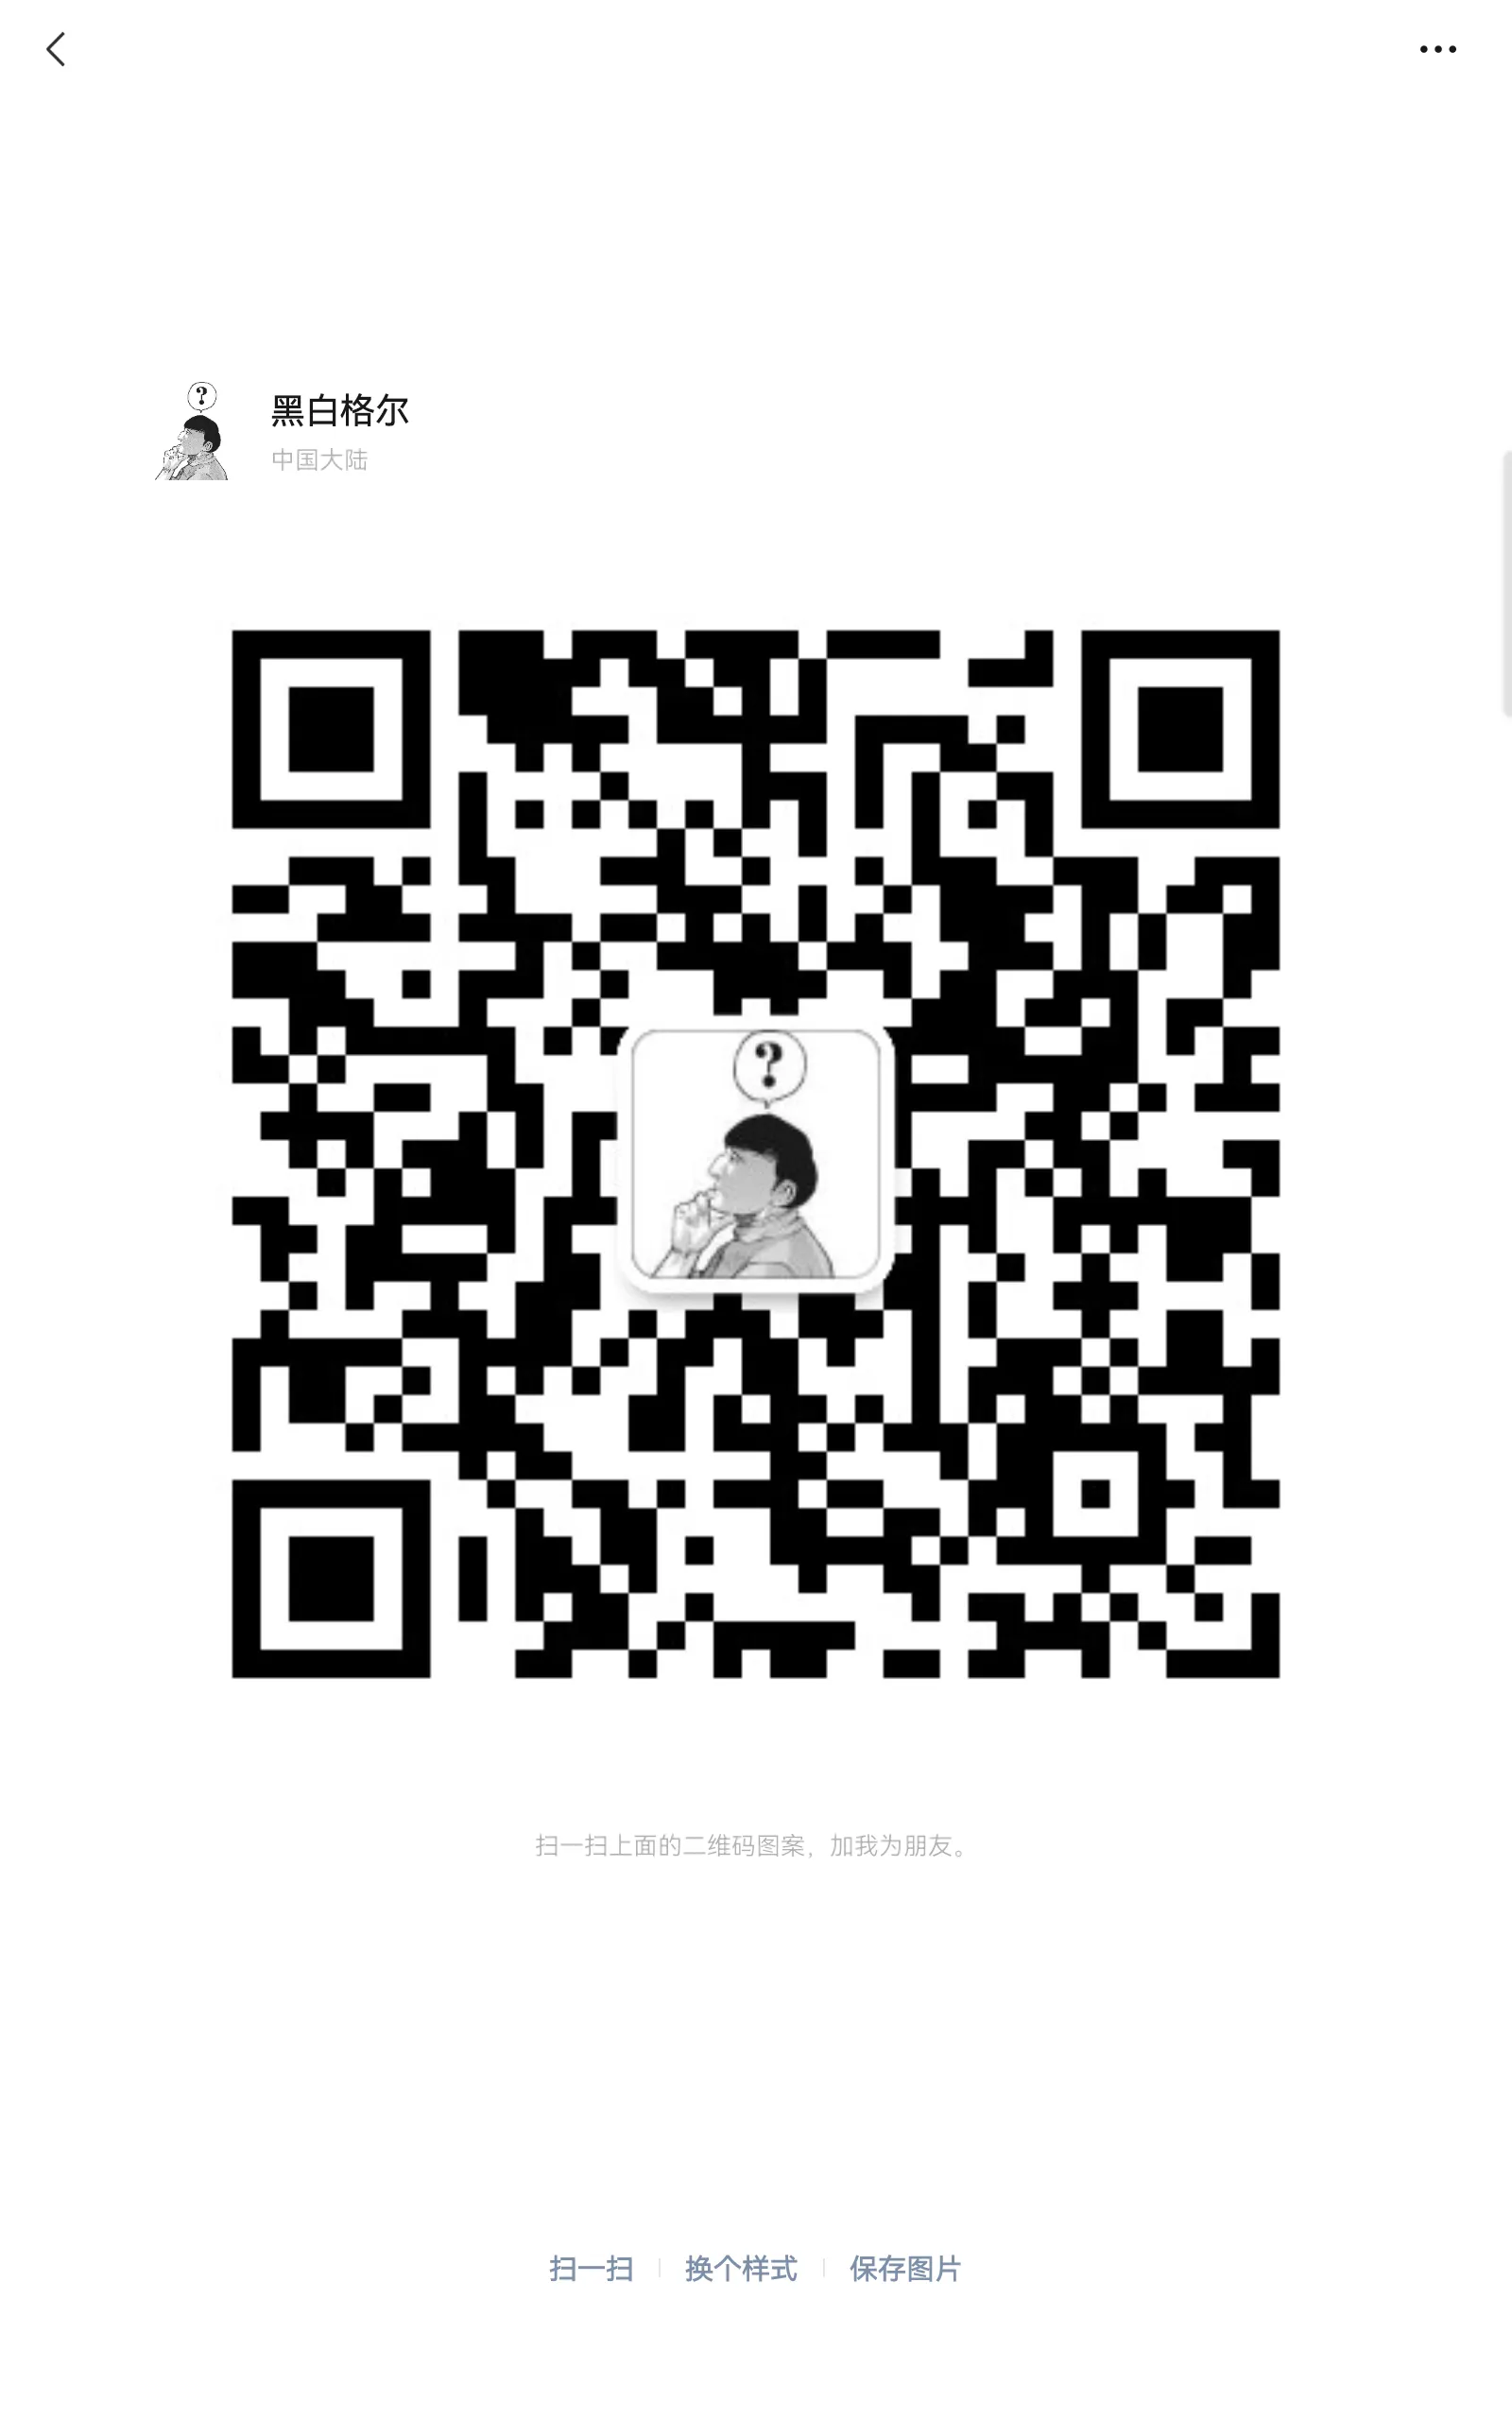 ?
黑白格尔
中国大陆
?
扫一扫上面的二维码图案，加我为朋友。
扫一扫 换个样式 保存图片